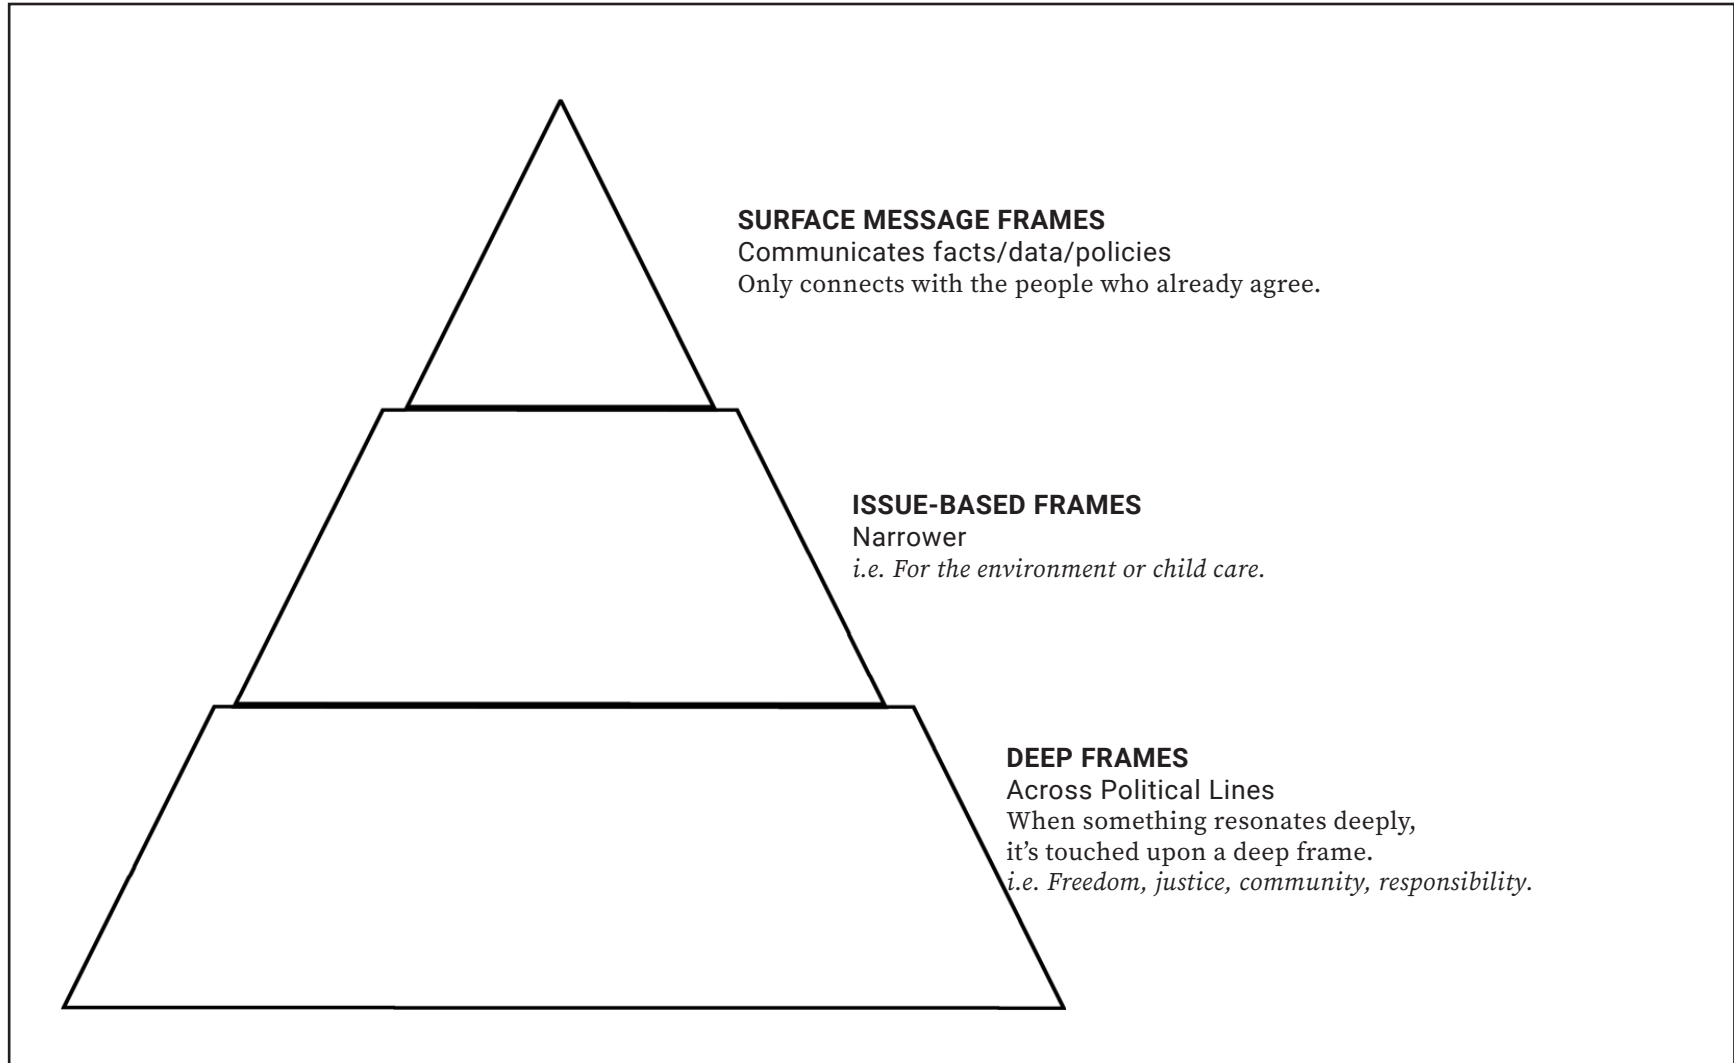 SURFACE MESSAGE FRAMES
Communicates facts/data/policies
Only connects with the people who already agree.
ISSUE-BASED FRAMES
Narrower
i.e. For the environment or child care.
DEEP FRAMES
Across Political Lines
When something resonates deeply,
it’s touched upon a deep frame.
i.e. Freedom, justice, community, responsibility.